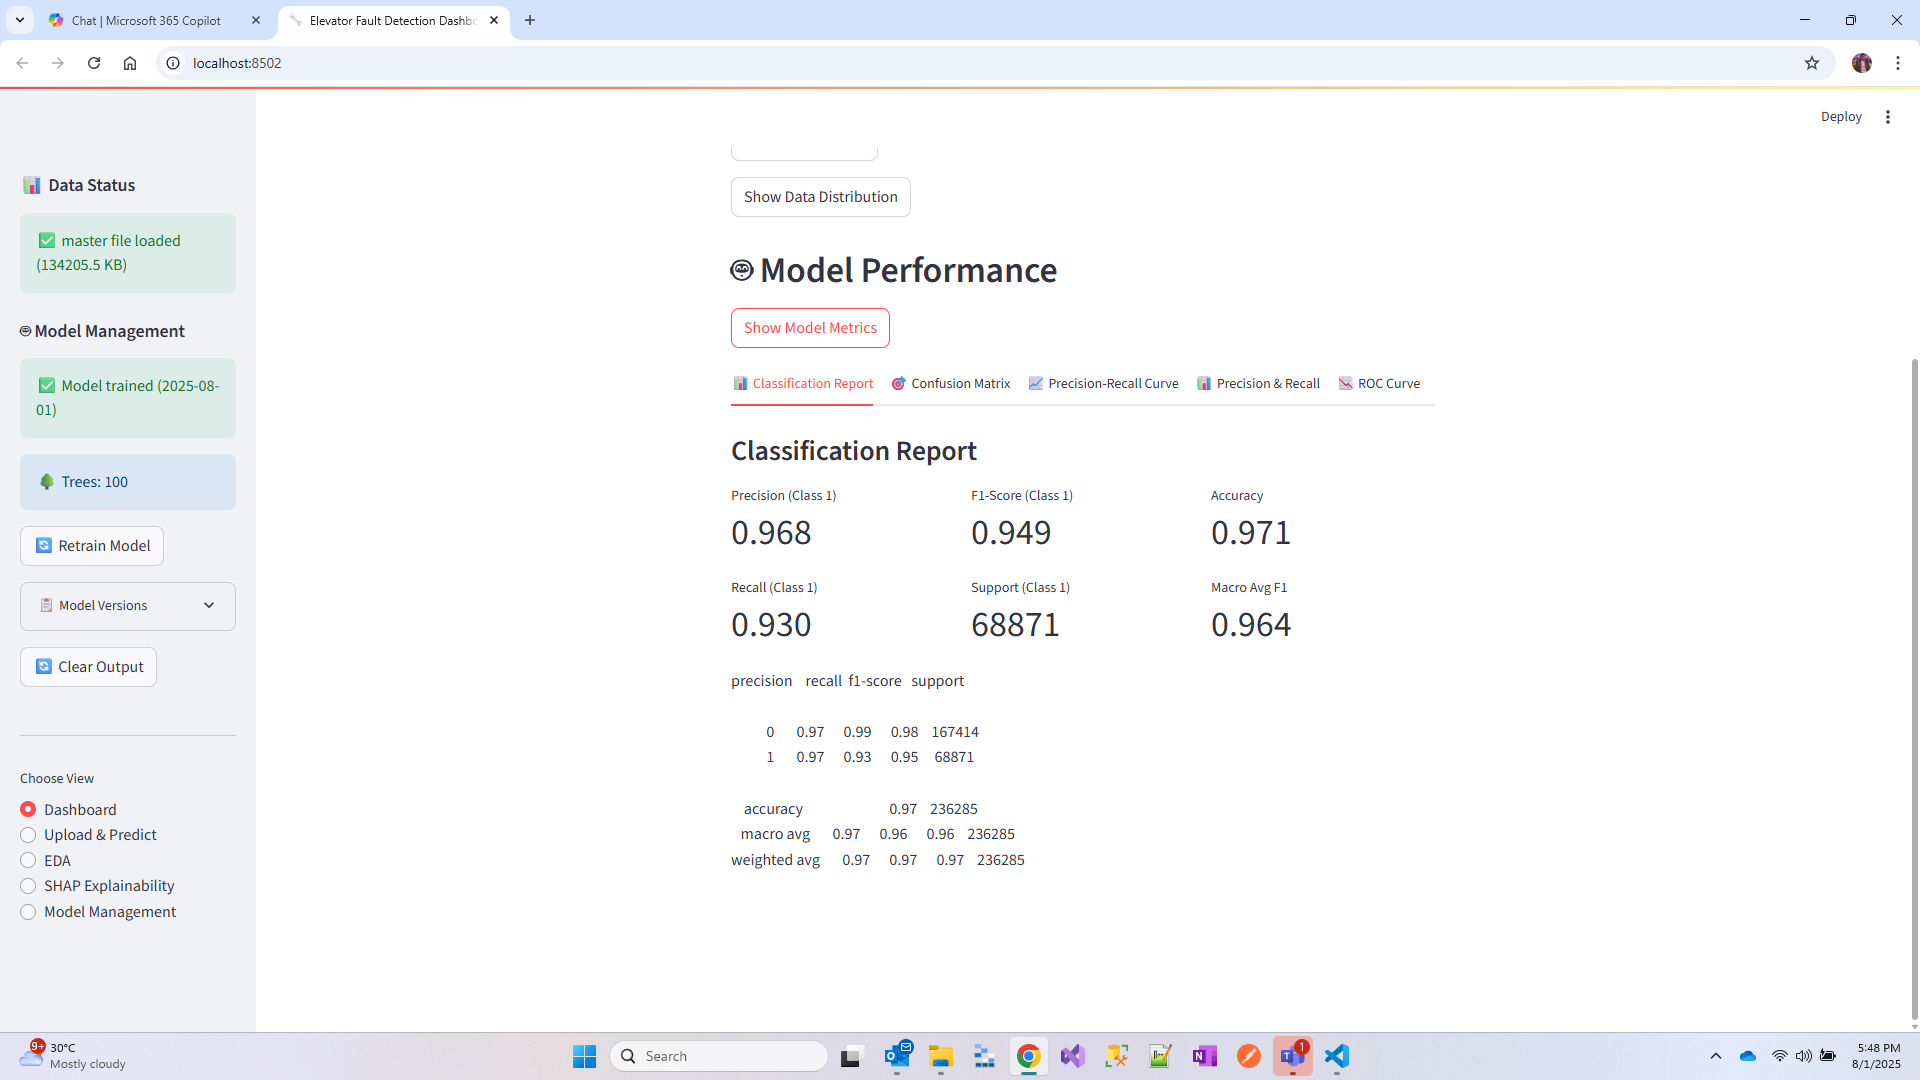 Chat | Microsoft 365 Copilot
Elevator Fault Detection Dashbo
localhost:8502
Deploy
Data Status
master file loaded
(134205.5 KB)
Model Management
Model trained (2025-08-
01)
Trees: 100
Retrain Model
Model Versions
Clear Output
Choose View
Dashboard
Upload & Predict
EDA
SHAP Explainability
Model Management
Show Data Distribution
Model Performance
Show Model Metrics
Classification Report Confusion Matrix Precision-Recall Curve Precision & Recall ROC Curve
Classification Report
Precision (Class 1) F1-Score (Class 1) Accuracy
0.968 0.949 0.971
Recall (Class 1) Support (Class 1) Macro Avg F1
0.930 68871 0.964
precision recall f1-score support
0 0.97 0.99 0.98 167414
1 0.97 0.93 0.95 68871
accuracy 0.97 236285
macro avg 0.97 0.96 0.96 236285
weighted avg 0.97 0.97 0.97 236285
9+
30°C
Mostly cloudy
Search
1
5:48 PM
8/1/2025